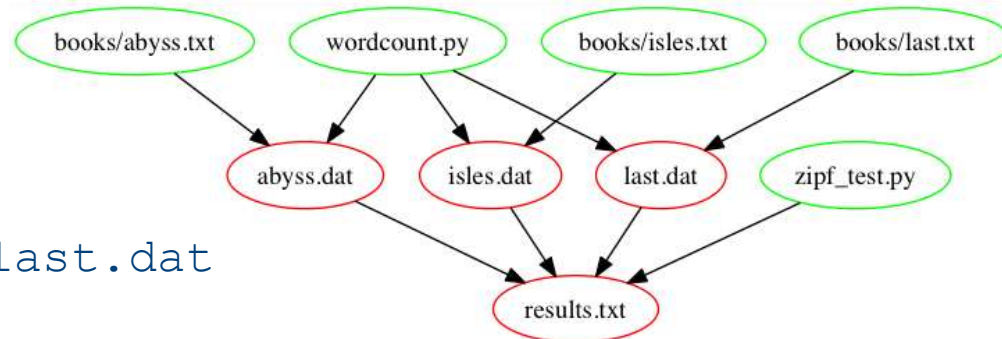 books/abyss.txt wordcount.py books/isles.txt books/last.txt
abyss.dat isles.dat last.dat zipf_test.py
last.dat
results.txt